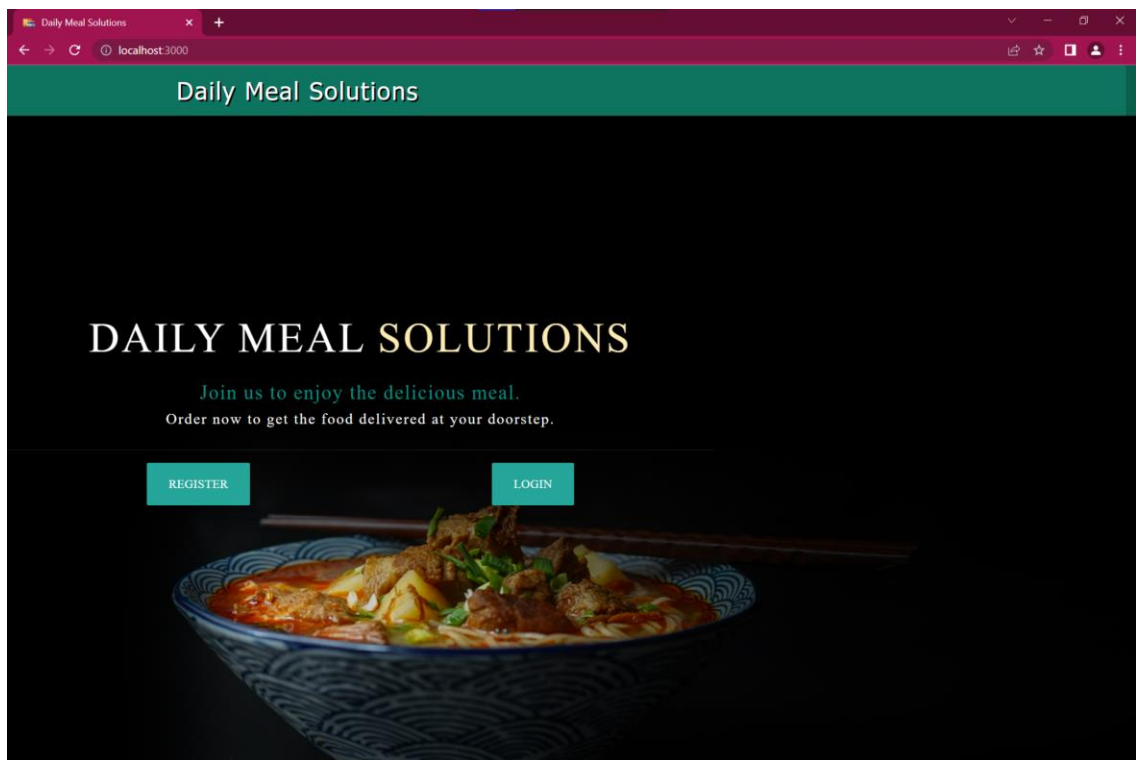 Daily Meal Solutions
localhost:3000
Daily Meal Solutions
DAILY MEAL SOLUTIONS
Join us to enjoy the delicious meal.
Order now to get the food delivered at your doorstep.
REGISTER LOGIN